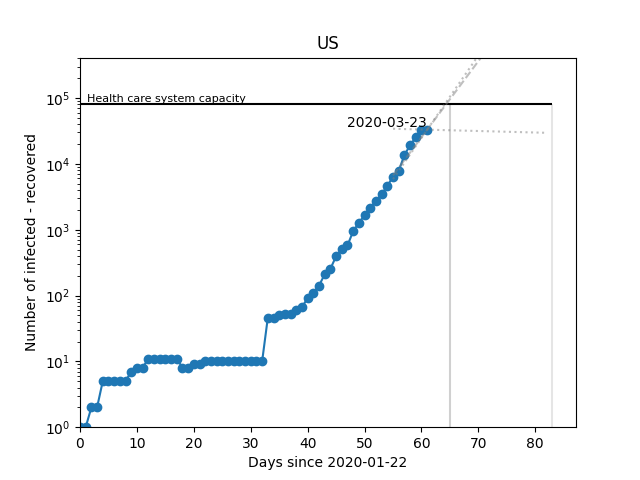 US
Health care system capacity
2020-03-23
Number of infected - recovered
10^5
10^4
10^3
10^2
10^1
10^0
0 10 20 30 40 50 60 70 80
Days since 2020-01-22